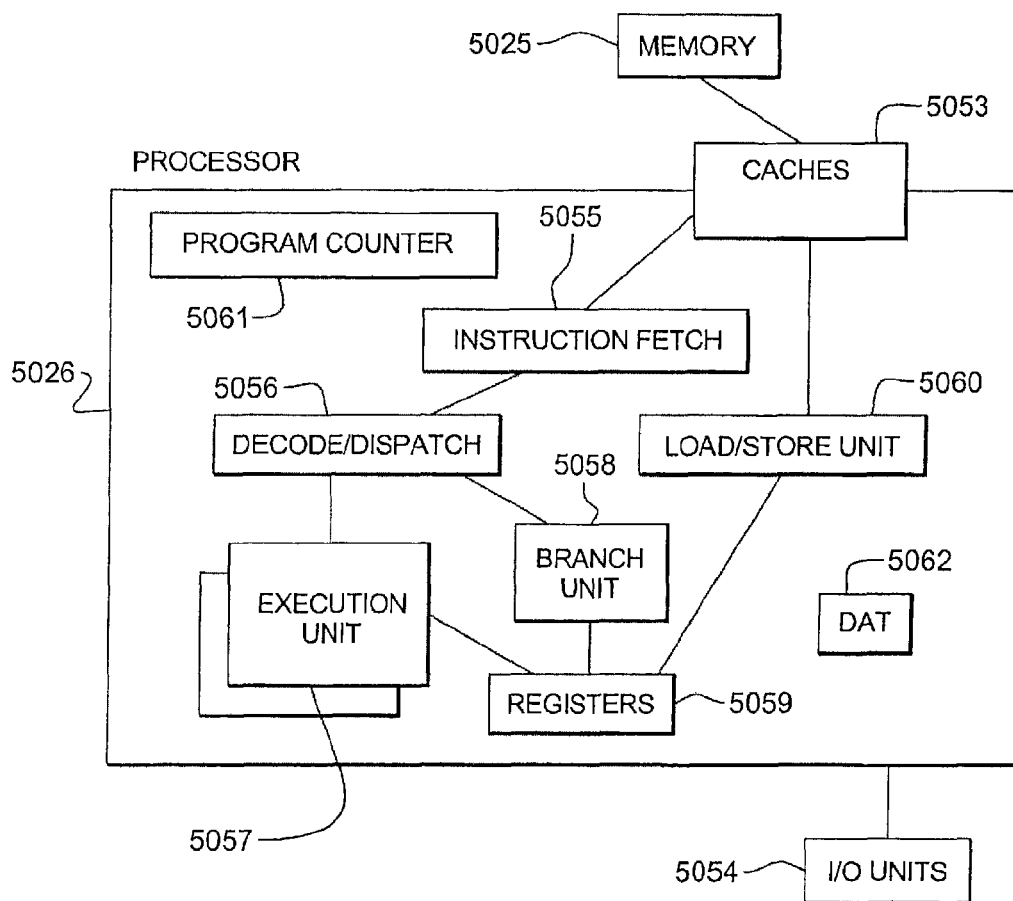 5025
MEMORY
5053
CACHES
PROCESSOR
PROGRAM COUNTER
5061
5055
INSTRUCTION FETCH
5026
5056
DECODE/DISPATCH
5060
LOAD/STORE UNIT
5058
BRANCH
UNIT
5062
DAT
EXECUTION
UNIT
REGISTERS
5059
5057
5054
I/O UNITS